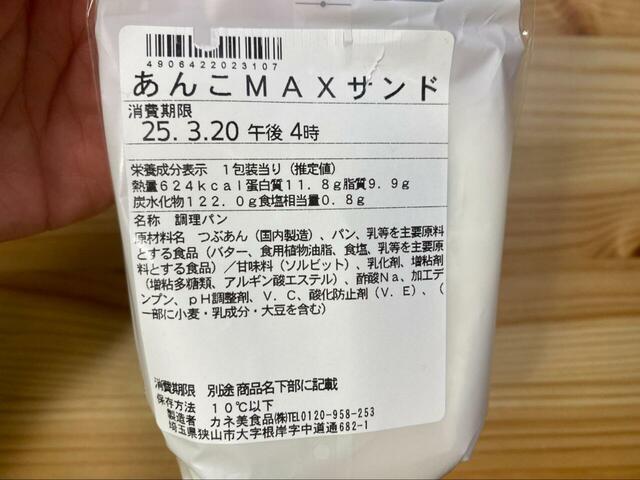 4906422023107
あんこMAXサンド
消費期限
25. 3.20 午後 4時
栄養成分表示 1包装当り (推定値)
熱量624kcal蛋白質11.8g脂質9.9g
炭水化物122.0g食塩相当量0.8g
名称 調理パン
原材料名 つぶあん(国内製造)、パン、乳等を主要原料
とする食品(バター、食用植物油脂、食塩、乳等を主要原
料とする食品)/甘味料(ソルビット)、乳化剤、増粘剤
(増粘多糖類、アルギン酸エステル)、酢酸Na、加工デ
ンプン、pH調整剤、V.C、酸化防止剤(V.E)、(
一部に小麦・乳成分・大豆を含む)
消費期限 別途商品名下部に記載
保存方法 10℃以下
製造者 カネ美食品㈱TEL0120-958-253
埼玉県狭山市大字根岸字中道通682-1